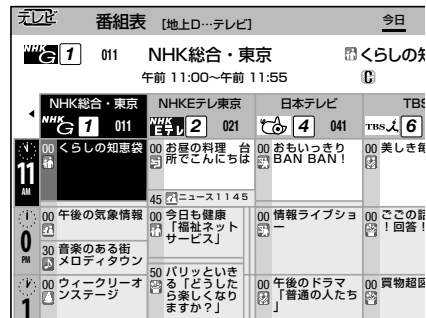 テレビ 番組表 [地上D…テレビ] 今日
NHK G 1 011 NHK総合・東京 くらしの知
午前 11:00~午前 11:55
NHK総合・東京 NHKEテレ東京 日本テレビ TBS
NHK G 1 011 NHK Eテレ 2 021 4 041 TBS 6
11 AM
00 くらしの知恵袋
00 お昼の料理 台
所でこんにちは
45 ニュース1145
00 おもいっきり
BAN BAN!
00 美しき毎
0 PM
00 午後の気象情報
30 音楽のある街
メロディタウン
00 今日も健康
「福祉ネット
サービス」
50 パリッといき
る「どうした
ら楽しくなり
ますか?」
00 情報ライブショ
ー
00 ごごの話
!回答!
1
00 ウィークリーオ
ンステージ
00 午後のドラマ
「普通の人たち
」
00 買物超図